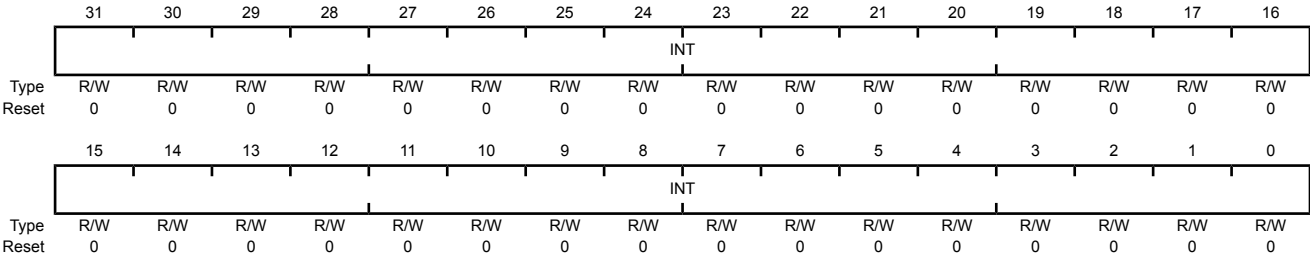 31 30 29 28 27 26 25 24 23 22 21 20 19 18 17 16
INT
Type R/W R/W R/W R/W R/W R/W R/W R/W R/W R/W R/W R/W R/W R/W R/W R/W
Reset 0 0 0 0 0 0 0 0 0 0 0 0 0 0 0 0
15 14 13 12 11 10 9 8 7 6 5 4 3 2 1 0
INT
Type R/W R/W R/W R/W R/W R/W R/W R/W R/W R/W R/W R/W R/W R/W R/W R/W
Reset 0 0 0 0 0 0 0 0 0 0 0 0 0 0 0 0